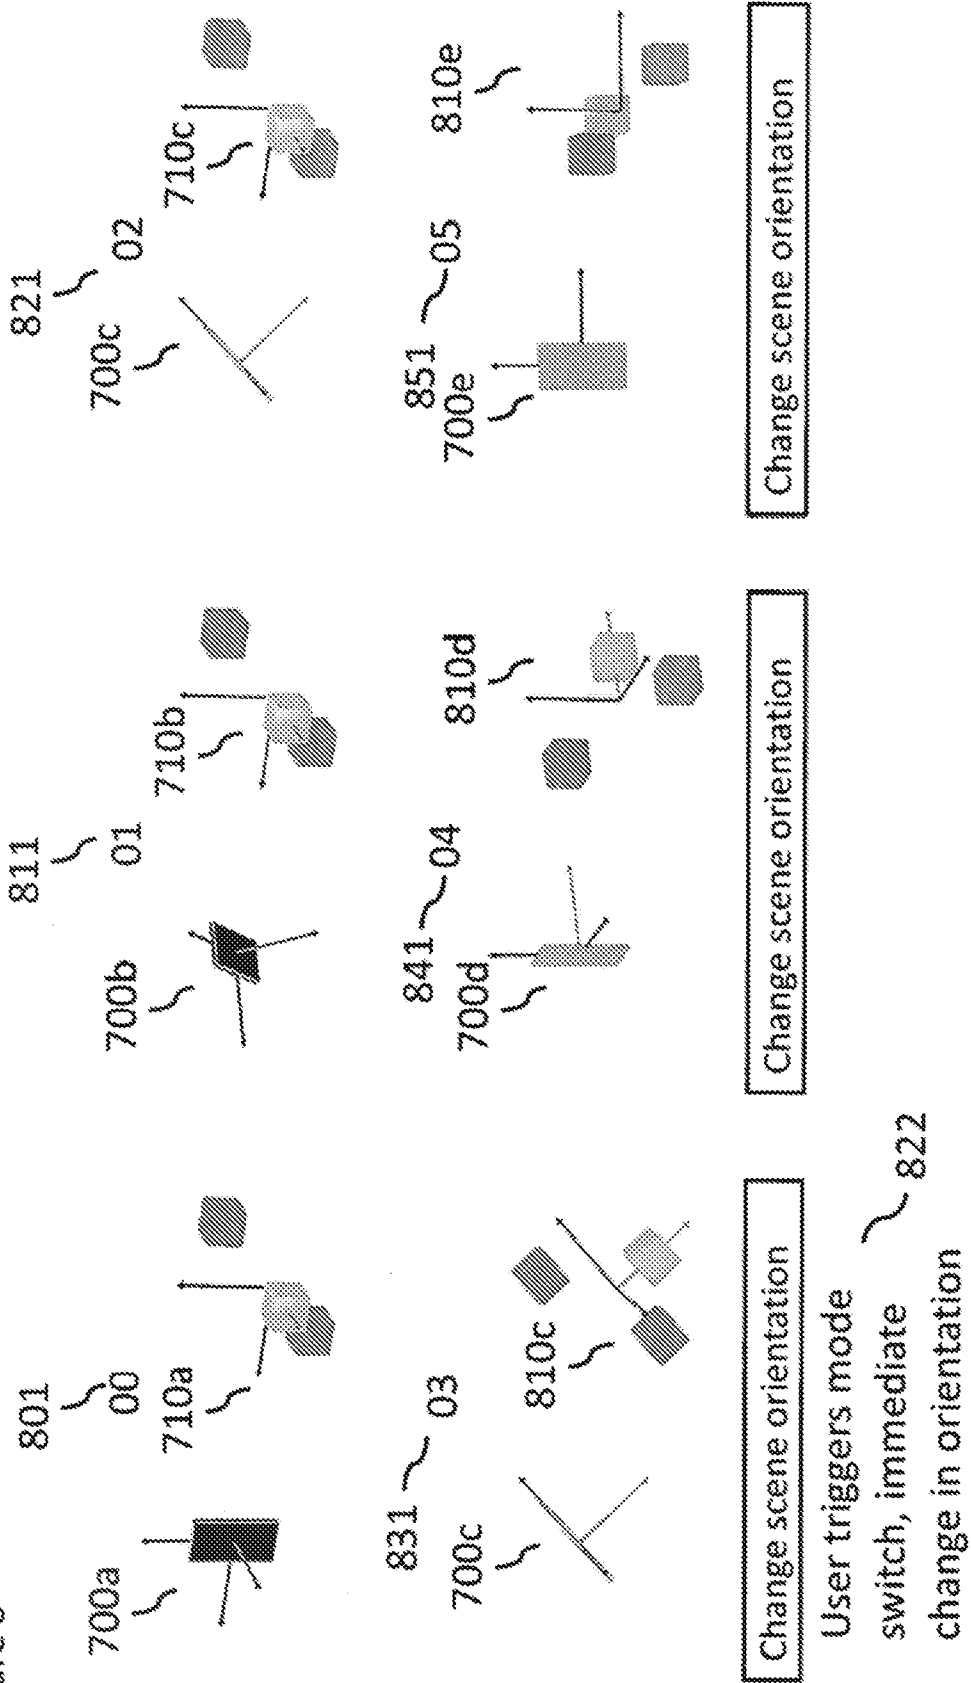 801
00
700a
710a
811
01
700b
710b
821
02
700c
710c
831 03
700c
810c
841 04
700d
810d
851 05
700e
810e
Change scene orientation
Change scene orientation
Change scene orientation
User triggers mode
switch, immediate 822
change in orientation